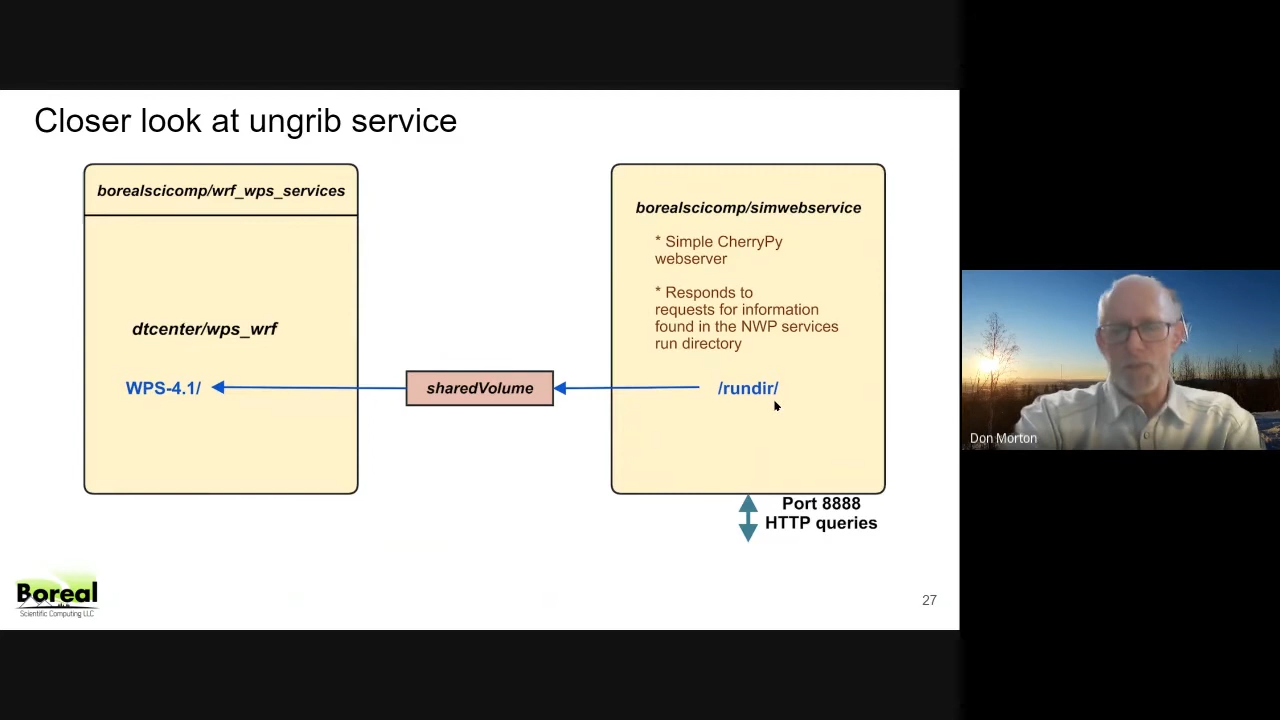 Closer look at ungrib service
borealscicomp/wrf_wps_services
dtcenter/wps_wrf
WPS-4.1/
sharedVolume
borealscicomp/simwebservice
* Simple CherryPy
webserver
* Responds to
requests for information
found in the NWP services
run directory
/rundir/
Port 8888
HTTP queries
Boreal
Scientific Computing LLC
27
Don Morton